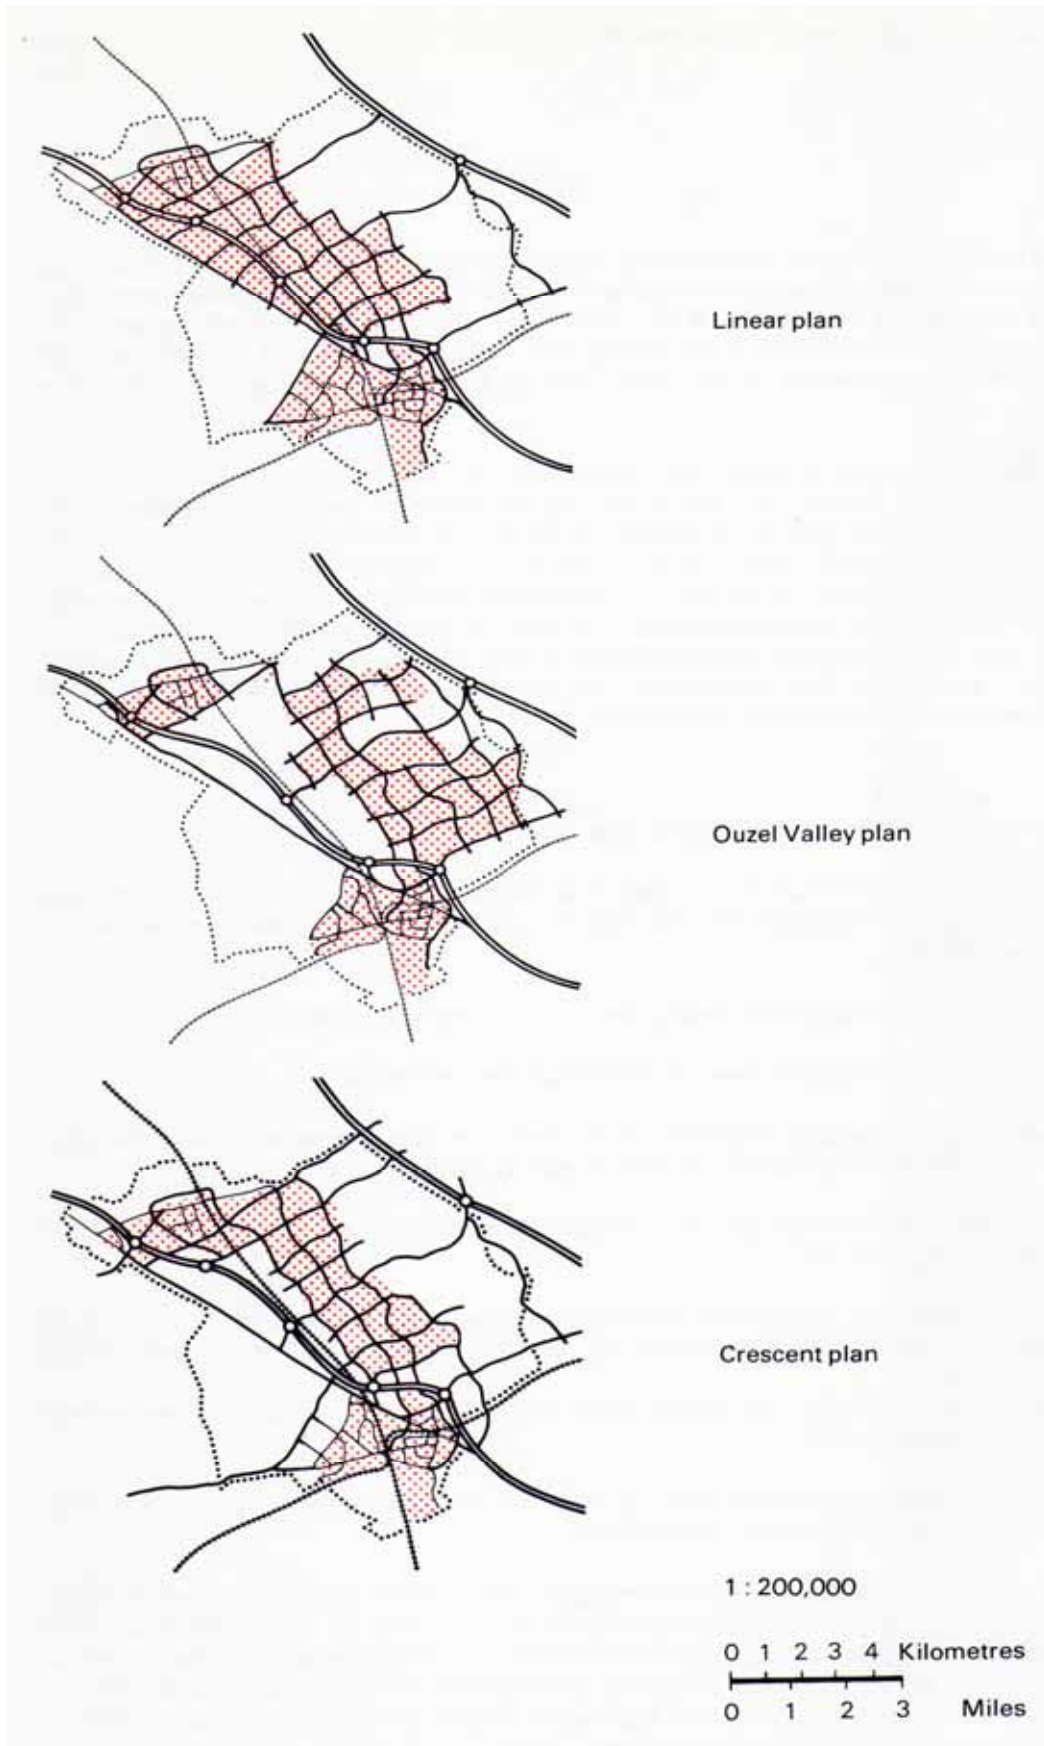 Linear plan
Ouzel Valley plan
Crescent plan
1 : 200,000
0 1 2 3 4 Kilometres
0 1 2 3 Miles